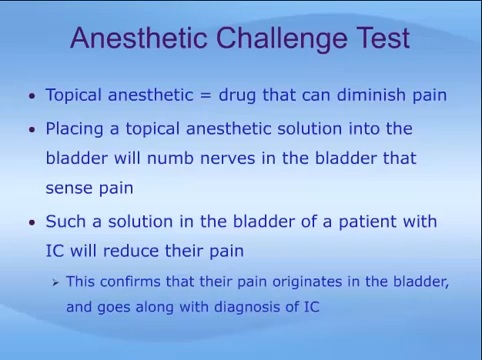 Anesthetic Challenge Test
• Topical anesthetic = drug that can diminish pain
• Placing a topical anesthetic solution into the
bladder will numb nerves in the bladder that
sense pain
• Such a solution in the bladder of a patient with
IC will reduce their pain
➢ This confirms that their pain originates in the bladder,
and goes along with diagnosis of IC